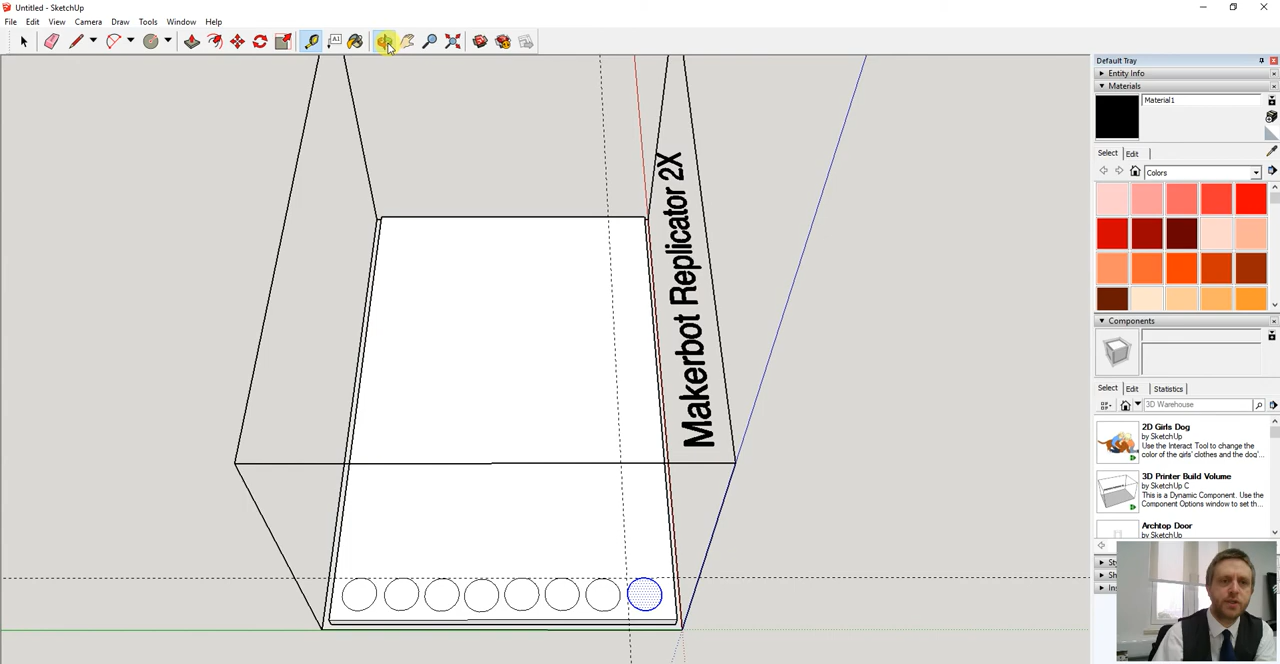 Untitled - SketchUp
File Edit View Camera Draw Tools Window Help
A1
Default Tray
Entity Info
Materials
Material1
Select Edit
Colors
Components
Select Edit Statistics
3D Warehouse
2D Girls Dog
by SketchUp
Use the Interact Tool to change the
color of the girls' clothes and the dog'...
3D Printer Build Volume
by SketchUp C
This is a Dynamic Component. Use the
Component Options window to set th...
Archtop Door
by SketchUp
Makerbot Replicator 2X